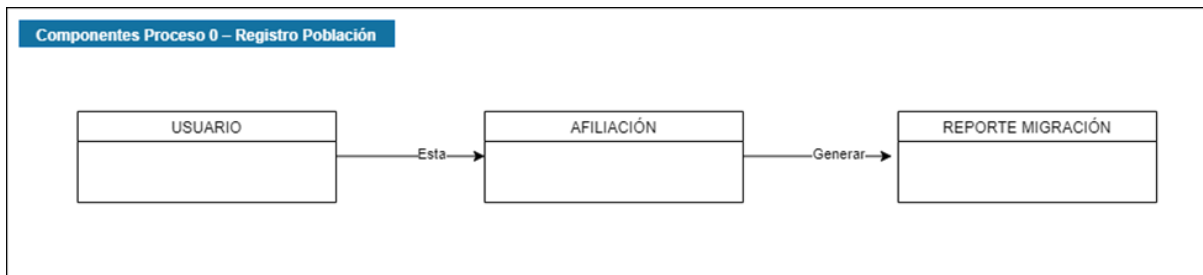 Componentes Proceso 0 – Registro Población
USUARIO
AFILIACIÓN
REPORTE MIGRACIÓN
Esta
Generar